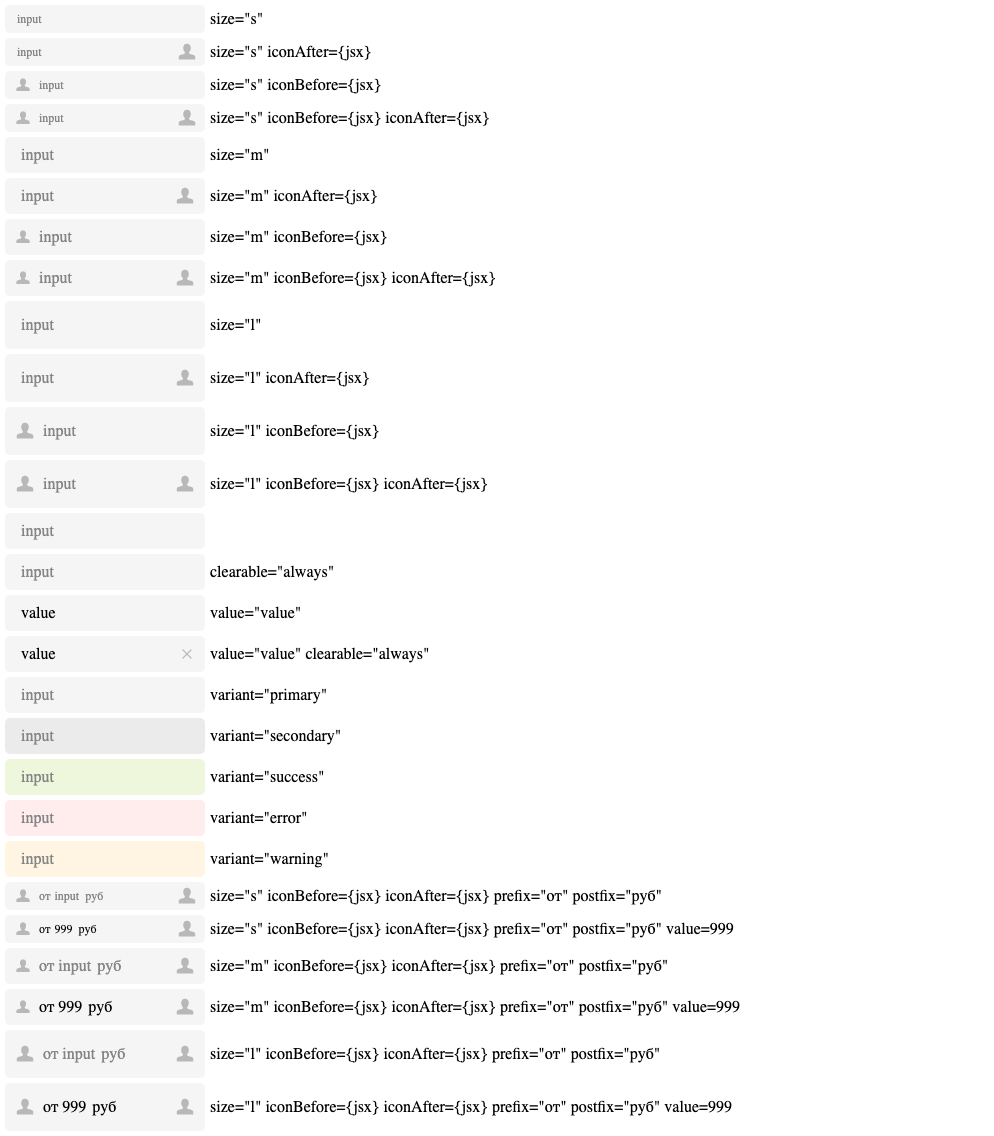 input size="s"
input size="s" iconAfter={jsx}
input size="s" iconBefore={jsx}
input size="s" iconBefore={jsx} iconAfter={jsx}
input size="m"
input size="m" iconAfter={jsx}
input size="m" iconBefore={jsx}
input size="m" iconBefore={jsx} iconAfter={jsx}
input size="l"
input size="l" iconAfter={jsx}
input size="l" iconBefore={jsx}
input size="l" iconBefore={jsx} iconAfter={jsx}
input
input clearable="always"
value value="value"
value value="value" clearable="always"
input variant="primary"
input variant="secondary"
input variant="success"
input variant="error"
input variant="warning"
от input руб size="s" iconBefore={jsx} iconAfter={jsx} prefix="от" postfix="руб"
от 999 руб size="s" iconBefore={jsx} iconAfter={jsx} prefix="от" postfix="руб" value=999
от input руб size="m" iconBefore={jsx} iconAfter={jsx} prefix="от" postfix="руб"
от 999 руб size="m" iconBefore={jsx} iconAfter={jsx} prefix="от" postfix="руб" value=999
от input руб size="l" iconBefore={jsx} iconAfter={jsx} prefix="от" postfix="руб"
от 999 руб size="l" iconBefore={jsx} iconAfter={jsx} prefix="от" postfix="руб" value=999